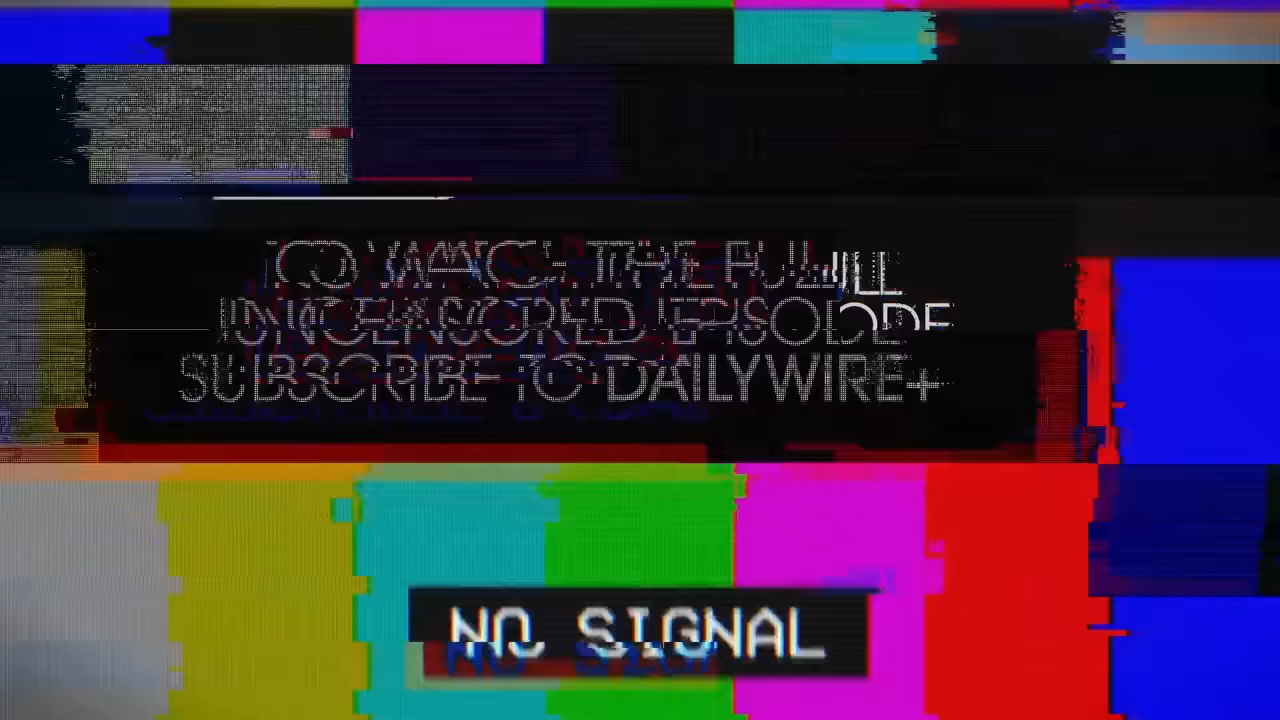 TO WATCH THE FULL
UNCENSORED EPISODE
SUBSCRIBE TO DAILYWIRE+
NO SIGNAL